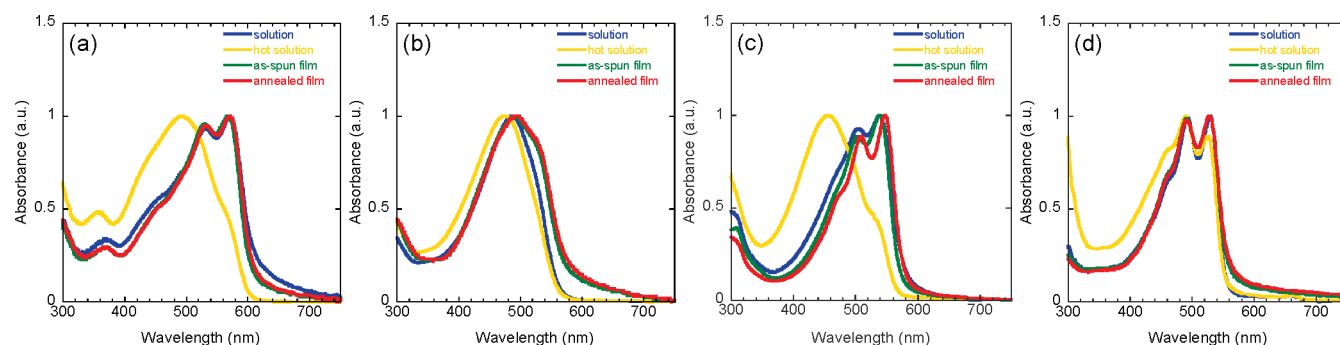 (a)
solution
hot solution
as-spun film
annealed film
1.5
1
0.5
0
300 400 500 600 700
Absorbance (a.u.)
Wavelength (nm)
(b)
solution
hot solution
as-spun film
annealed film
1.5
1
0.5
0
300 400 500 600 700
Absorbance (a.u.)
Wavelength (nm)
(c)
solution
hot solution
as-spun film
annealed film
1.5
1
0.5
0
300 400 500 600 700
Absorbance (a.u.)
Wavelength (nm)
(d)
solution
hot solution
as-spun film
annealed film
1.5
1
0.5
0
300 400 500 600 700
Absorbance (a.u.)
Wavelength (nm)